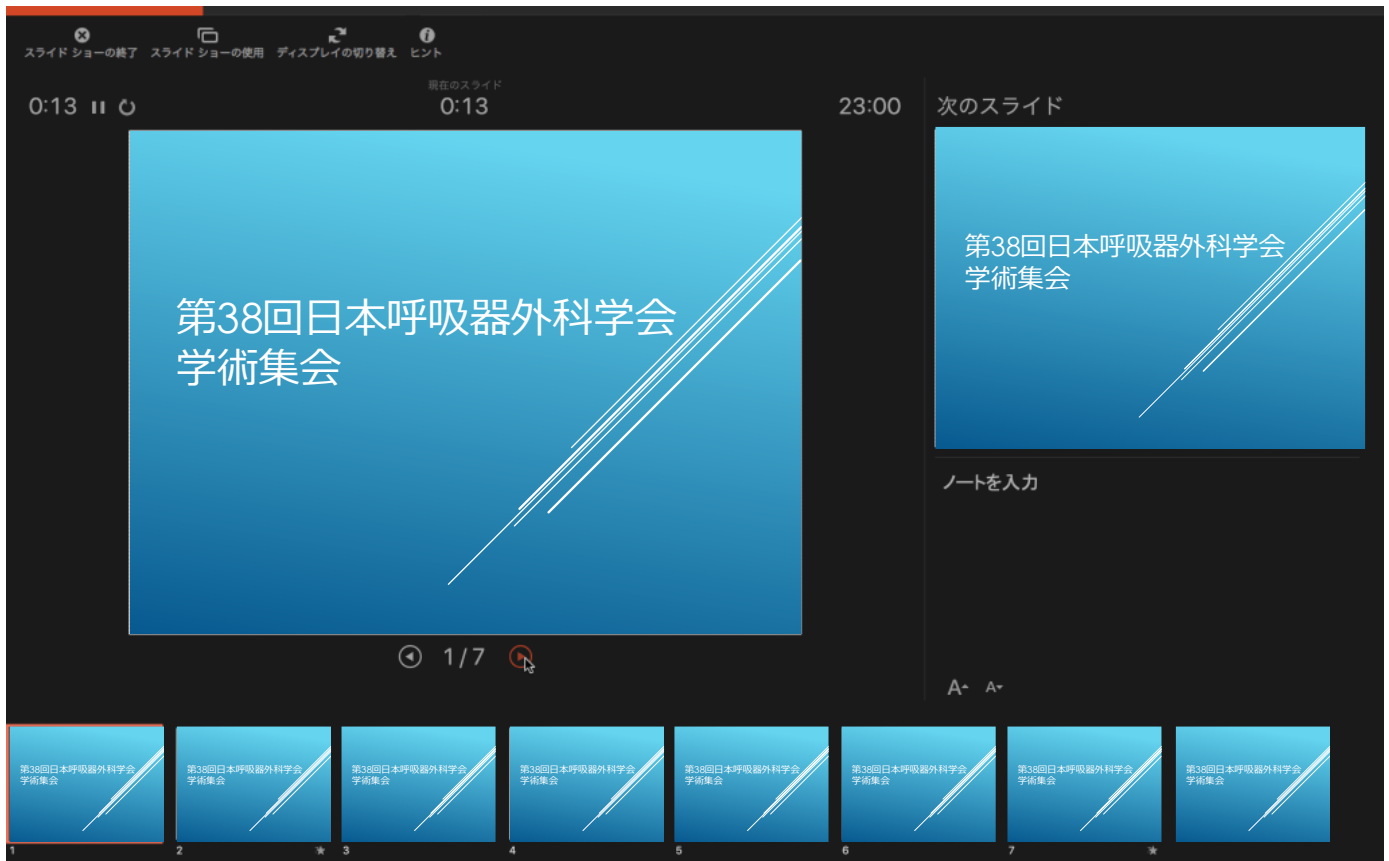 スライド ショーの終了 スライド ショーの使用 ディスプレイの切り替え ヒント
現在のスライド
0:13 0:13 23:00 次のスライド
第38回日本呼吸器外科学会
学術集会
第38回日本呼吸器外科学会
学術集会
ノートを入力
1/7
A A
第38回日本呼吸器外科学会
学術集会
第38回日本呼吸器外科学会
学術集会
第38回日本呼吸器外科学会
学術集会
第38回日本呼吸器外科学会
学術集会
第38回日本呼吸器外科学会
学術集会
第38回日本呼吸器外科学会
学術集会
第38回日本呼吸器外科学会
学術集会
第38回日本呼吸器外科学会
学術集会
1 2 3 4 5 6 7